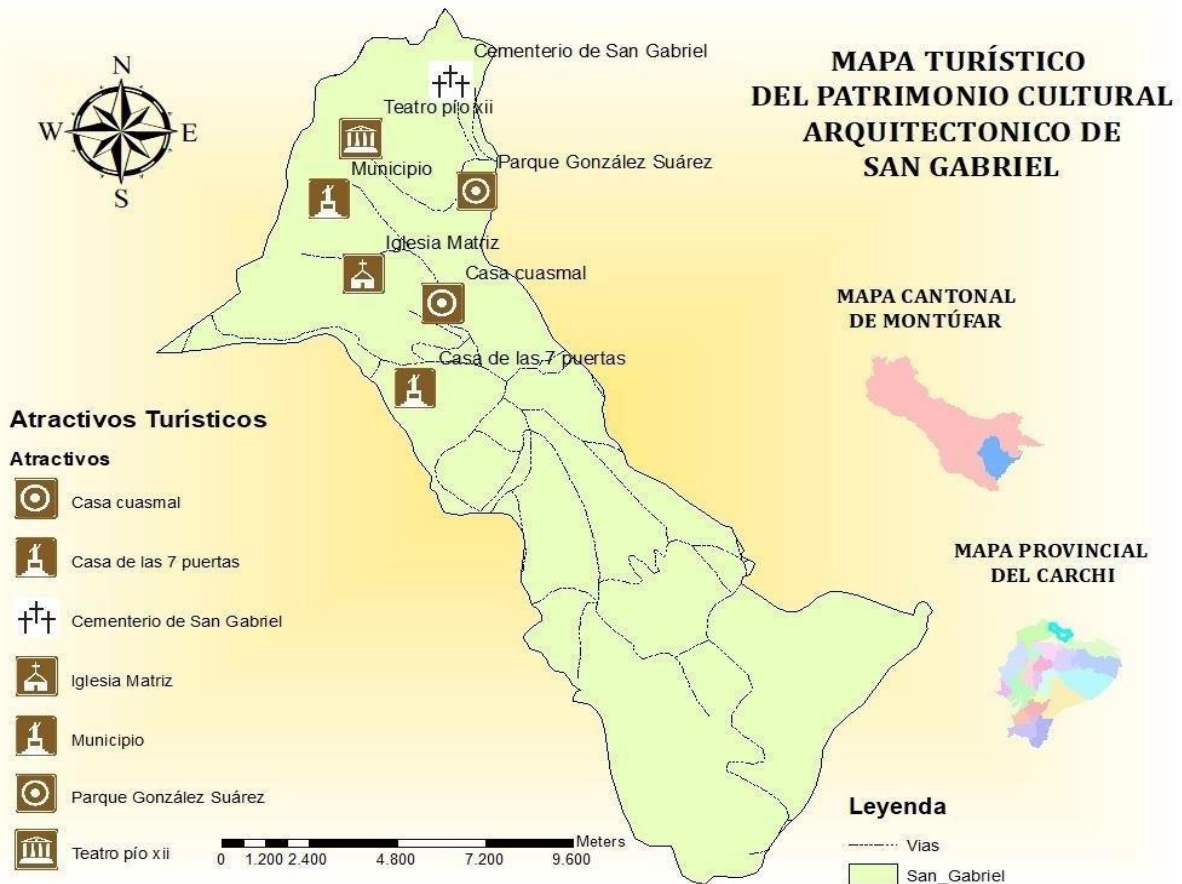 MAPA TURÍSTICO
DEL PATRIMONIO CULTURAL
ARQUITECTONICO DE
SAN GABRIEL
N
W
E
S
Cementerio de San Gabriel
Teatro pío xii
Parque González Suárez
Municipio
Iglesia Matriz
Casa cuasmal
Casa de las 7 puertas
MAPA CANTONAL
DE MONTÚFAR
MAPA PROVINCIAL
DEL CARCHI
Atractivos Turísticos
Atractivos
Casa cuasmal
Casa de las 7 puertas
Cementerio de San Gabriel
Iglesia Matriz
Municipio
Parque González Suárez
Teatro pío xii
Meters
0 1.200 2.400 4.800 7.200 9.600
Leyenda
Vias
San_Gabriel